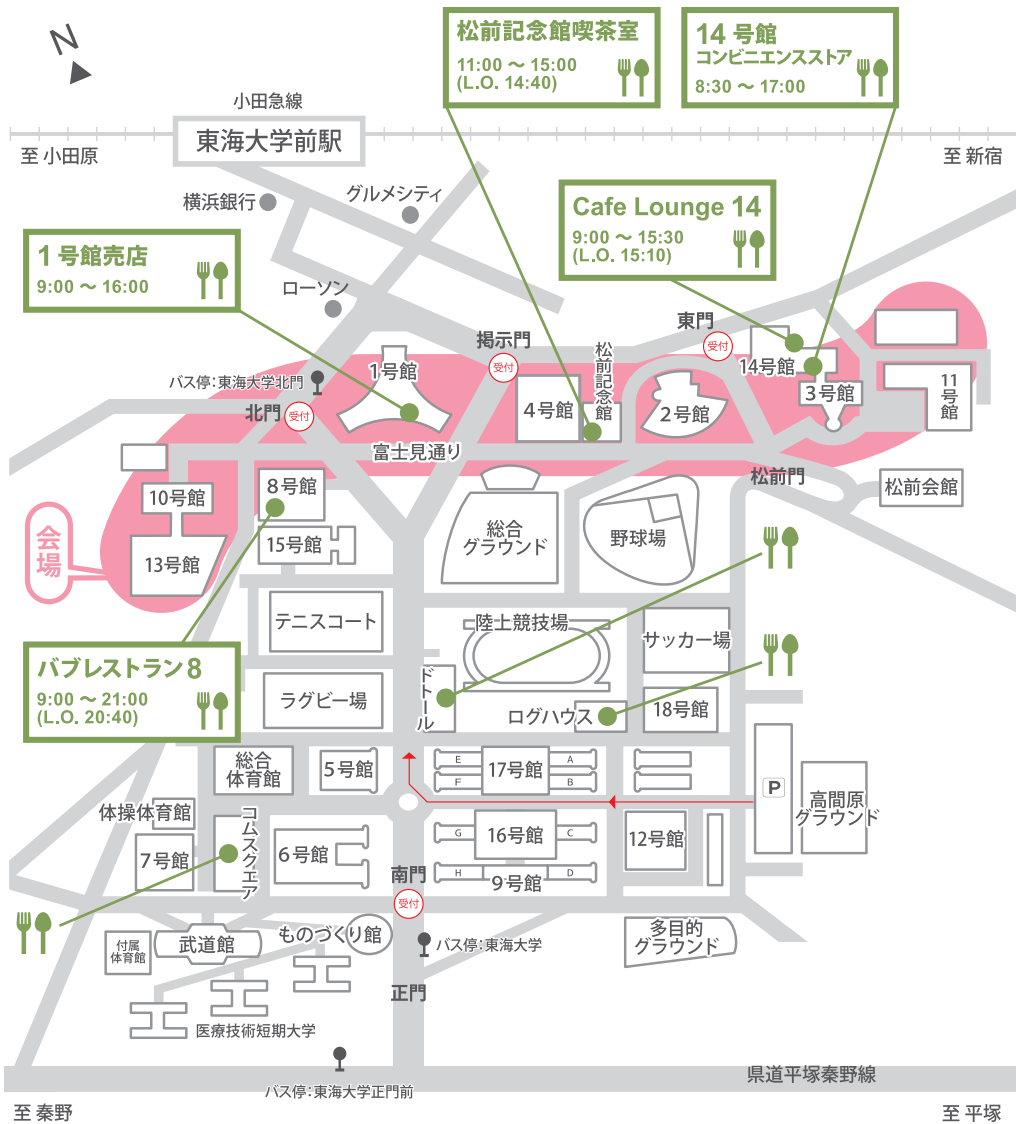 N
松前記念館喫茶室
11:00 ～ 15:00
(L.O. 14:40)
14 号館
コンビニエンスストア
8:30 ～ 17:00
小田急線
東海大学前駅
至 小田原
至 新宿
横浜銀行
グルメシティ
Cafe Lounge 14
9:00 ～ 15:30
(L.O. 15:10)
1 号館売店
9:00 ～ 16:00
ローソン
掲示門
受付
東門
受付
松前記念館
14号館
1号館
バス停:東海大学北門
北門
受付
4号館
2号館
3号館
11号館
富士見通り
松前門
松前会館
10号館
8号館
13号館
15号館
会場
総合
グラウンド
野球場
テニスコート
陸上競技場
サッカー場
バブレストラン 8
9:00 ～ 21:00
(L.O. 20:40)
ラグビー場
ドトール
ログハウス
18号館
総合
体育館
5号館
E
F
17号館
A
B
P
高間原
グラウンド
体操体育館
コムスクエア
7号館
6号館
G
16号館
C
12号館
H
9号館
D
南門
受付
付属
体育館
武道館
ものづくり館
バス停:東海大学
多目的
グラウンド
正門
医療技術短期大学
バス停:東海大学正門前
県道平塚秦野線
至 秦野
至 平塚